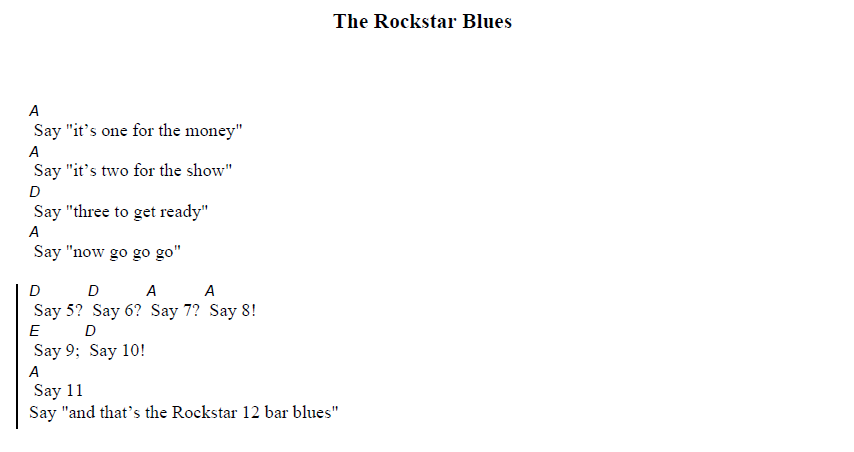 The Rockstar Blues
A
Say "it’s one for the money"
A
Say "it’s two for the show"
D
Say "three to get ready"
A
Say "now go go go"
D D A A
Say 5? Say 6? Say 7? Say 8!
E D
Say 9; Say 10!
A
Say 11
Say "and that’s the Rockstar 12 bar blues"